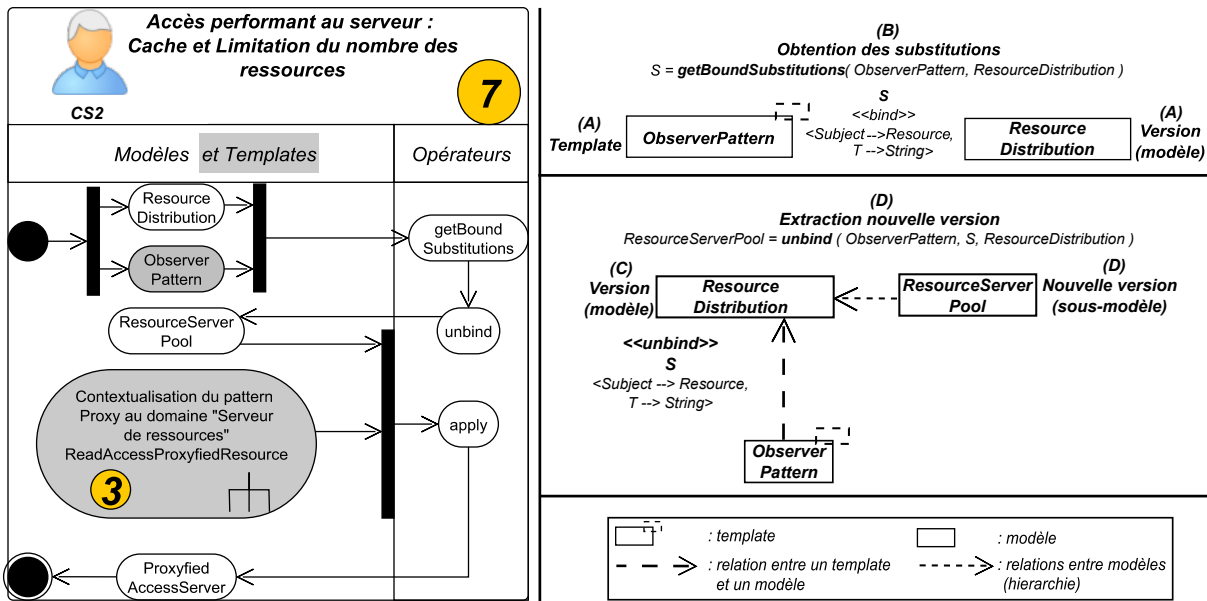 Accès performant au serveur :
Cache et Limitation du nombre des
ressources
CS2
7
Modèles et Templates
Opérateurs
Resource
Distribution
Observer
Pattern
getBound
Substitutions
ResourceServer
Pool
unbind
Contextualisation du pattern
Proxy au domaine "Serveur
de ressources"
ReadAccessProxyfiedResource
3
apply
Proxyfied
AccessServer
(B)
Obtention des substitutions
S = getBoundSubstitutions( ObserverPattern, ResourceDistribution )
(A)
Template
ObserverPattern
S
<<bind>>
<Subject -->Resource,
T -->String>
Resource
Distribution
(A)
Version
(modèle)
(D)
Extraction nouvelle version
ResourceServerPool = unbind ( ObserverPattern, S, ResourceDistribution )
(C)
Version
(modèle)
Resource
Distribution
ResourceServer
Pool
(D)
Nouvelle version
(sous-modèle)
<<unbind>>
S
<Subject --> Resource,
T --> String>
Observer
Pattern
: template
: modèle
: relation entre un template
et un modèle
: relations entre modèles
(hierarchie)